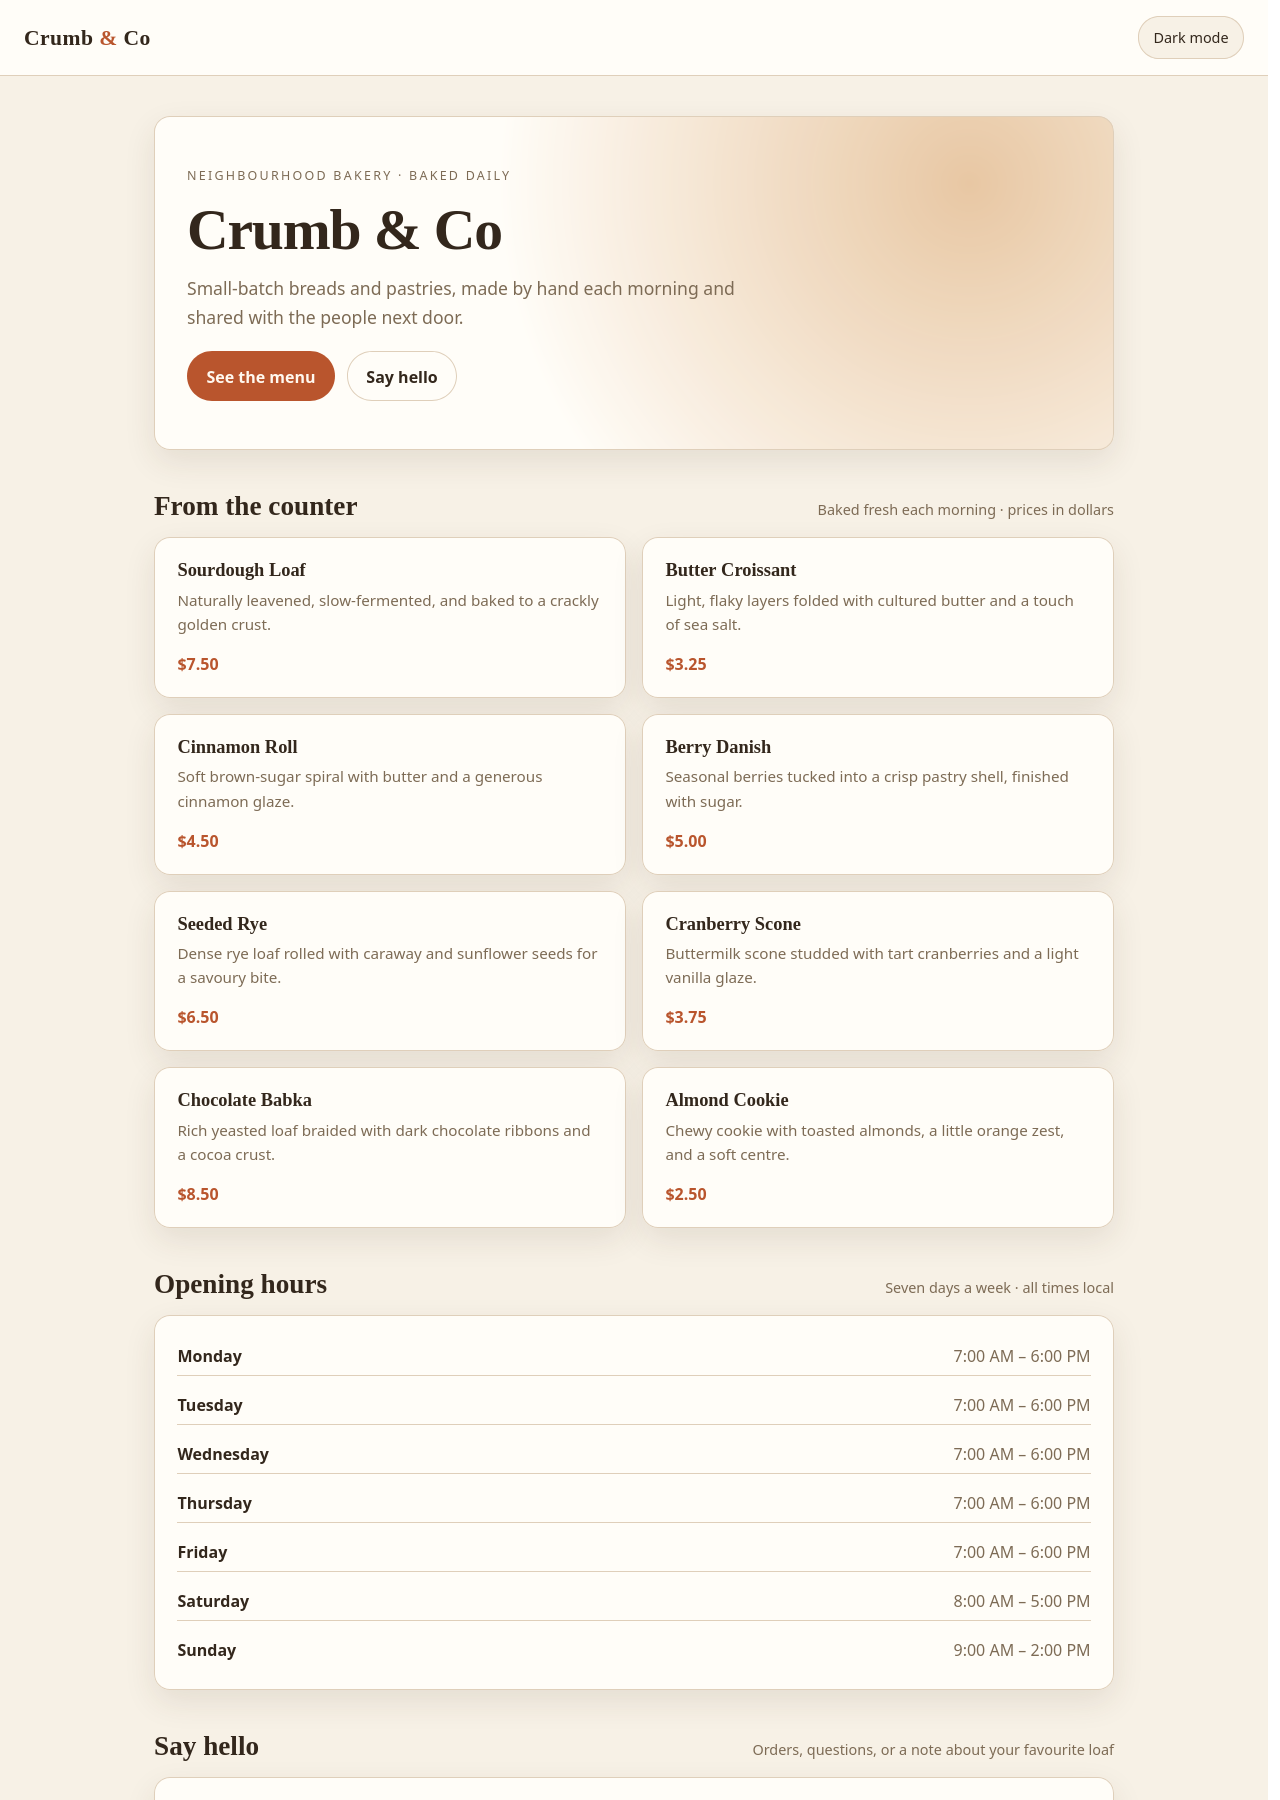 Crumb & Co
Dark mode
NEIGHBOURHOOD BAKERY · BAKED DAILY
Crumb & Co
Small-batch breads and pastries, made by hand each morning and
shared with the people next door.
See the menu
Say hello
From the counter
Baked fresh each morning · prices in dollars
Sourdough Loaf
Naturally leavened, slow-fermented, and baked to a crackly
golden crust.
$7.50
Butter Croissant
Light, flaky layers folded with cultured butter and a touch
of sea salt.
$3.25
Cinnamon Roll
Soft brown-sugar spiral with butter and a generous
cinnamon glaze.
$4.50
Berry Danish
Seasonal berries tucked into a crisp pastry shell, finished
with sugar.
$5.00
Seeded Rye
Dense rye loaf rolled with caraway and sunflower seeds for
a savoury bite.
$6.50
Cranberry Scone
Buttermilk scone studded with tart cranberries and a light
vanilla glaze.
$3.75
Chocolate Babka
Rich yeasted loaf braided with dark chocolate ribbons and
a cocoa crust.
$8.50
Almond Cookie
Chewy cookie with toasted almonds, a little orange zest,
and a soft centre.
$2.50
Opening hours
Seven days a week · all times local
Monday 7:00 AM – 6:00 PM
Tuesday 7:00 AM – 6:00 PM
Wednesday 7:00 AM – 6:00 PM
Thursday 7:00 AM – 6:00 PM
Friday 7:00 AM – 6:00 PM
Saturday 8:00 AM – 5:00 PM
Sunday 9:00 AM – 2:00 PM
Say hello
Orders, questions, or a note about your favourite loaf